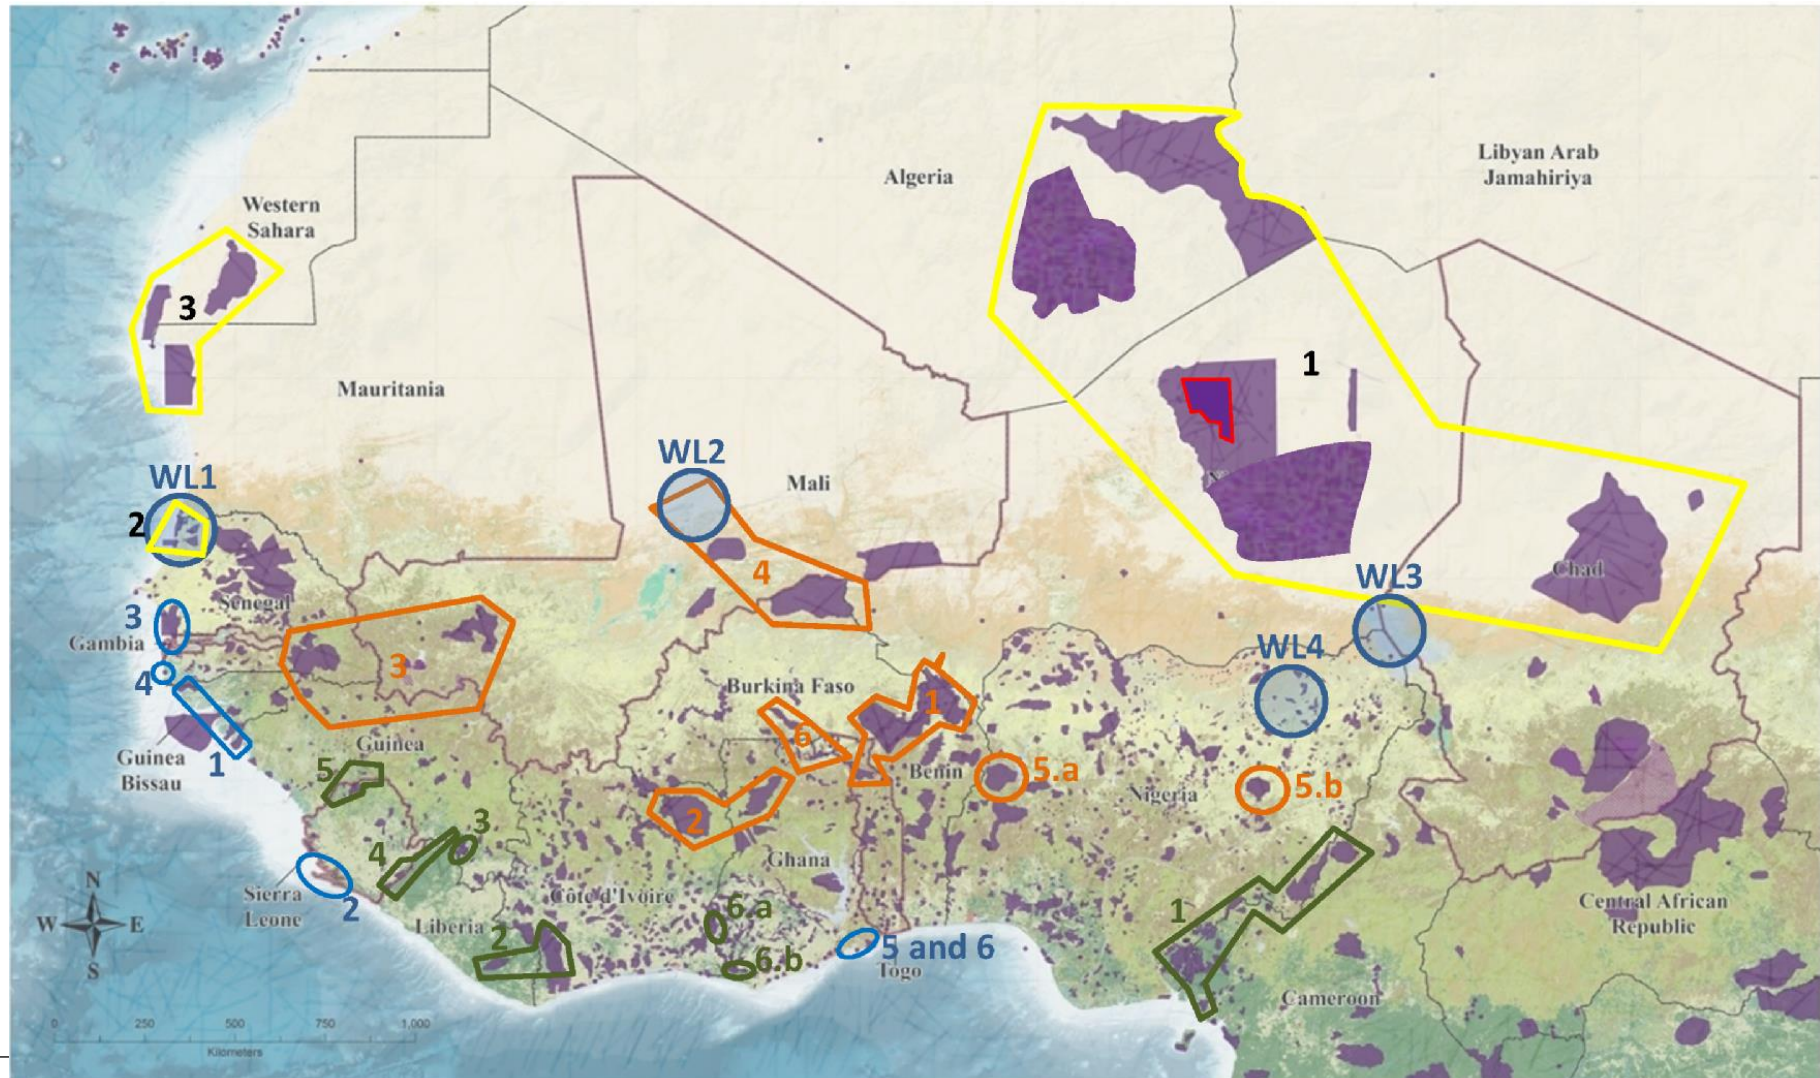 Libyan Arab
Jamahiriya
Algeria
Western
Sahara
3
1
Mauritania
WL2
Mali
WL1
2
4
WL3
Chad
Senegal
3
Gambia
3
WL4
4
Burkina Faso
1
6
Guinea
Guinea
Bissau
1
5
Benin
5.a
Nigeria
5.b
2
3
4
Ghana
Sierra
Leone
2
Côte d'Ivoire
Liberia
2
6.a
6.b
5 and 6
Togo
1
Central African
Republic
Cameroon
N
W
E
S
0
250
500
750
1,000
Kilometers